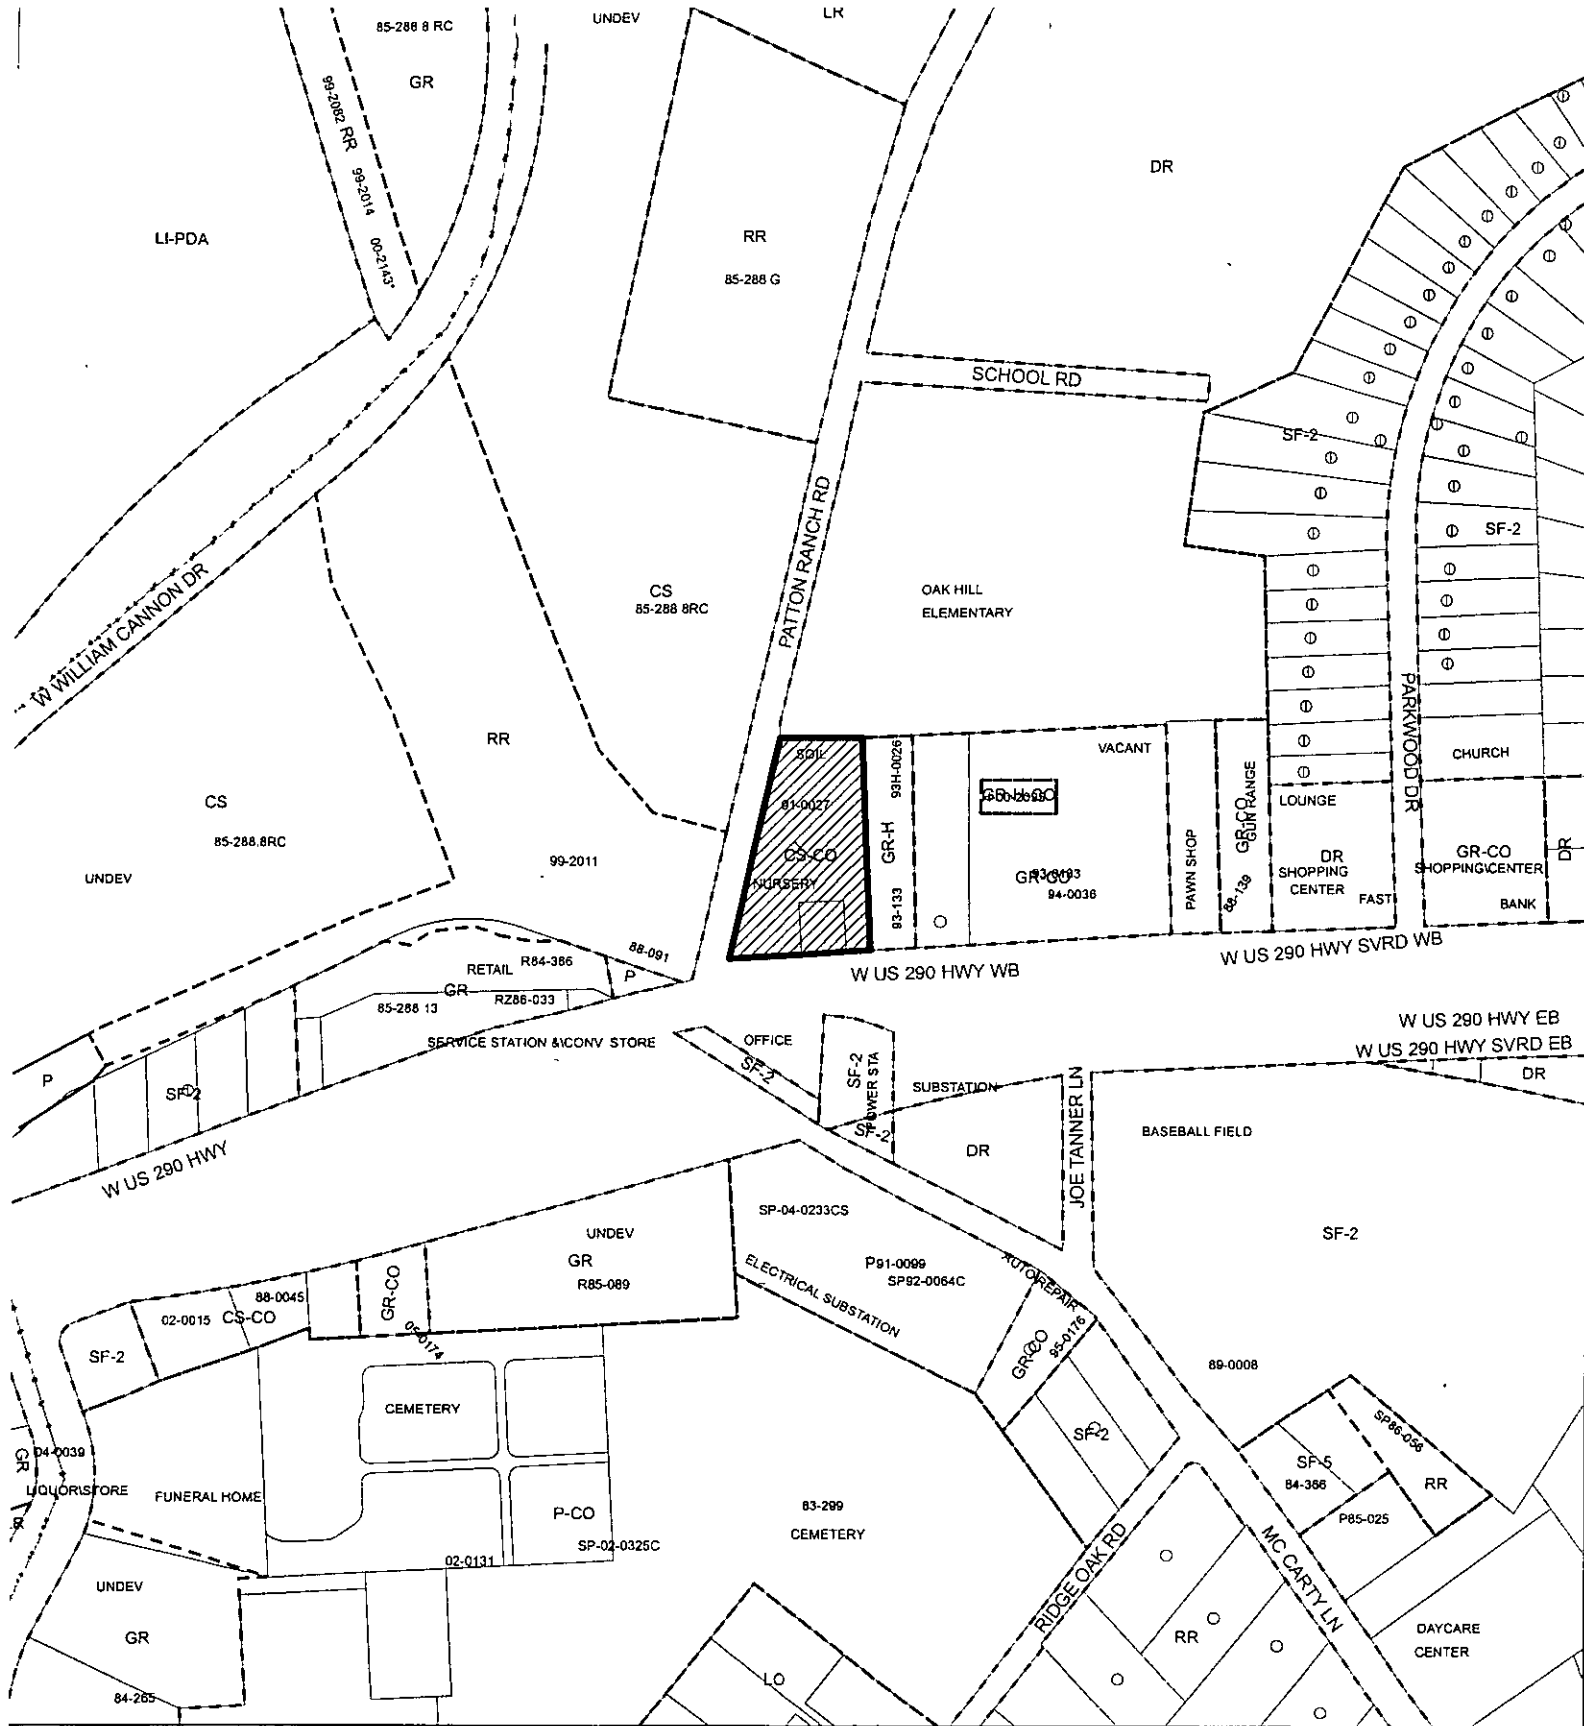 85-288 8 RC
UNDEV
LR
GR
99-2082 RR 99-2014 00-2143*
DR
LI-PDA
RR
85-288 G
SCHOOL RD
SF-2
PATTON RANCH RD
SF-2
W WILLIAM CANNON DR
CS
85-288 8RC
OAK HILL
ELEMENTARY
PARKWOOD DR
RR
SOIL
93H-0026
VACANT
CHURCH
CS
91-0027
GR-H-CO
LOUNGE
85-288.8RC
GR-H
GUN RANGE
GR-CO
99-2011
CS-CO
PAWN SHOP
DR
SHOPPING
CENTER
GR-CO
SHOPPING CENTER
DR
UNDEV
NURSERY
GR-CO
94-0036
88-139
FAST
BANK
93-133
88-091
W US 290 HWY WB
W US 290 HWY SVRD WB
RETAIL
R84-366
P
GR
RZ86-033
85-288 13
SERVICE STATION & CONV STORE
OFFICE
W US 290 HWY EB
W US 290 HWY SVRD EB
P
SF-2
SF-2
SF-2
POWER STA
SUBSTATION
DR
SF-2
JOE TANNER LN
BASEBALL FIELD
DR
W US 290 HWY
SP-04-0233CS
UNDEV
SF-2
GR
R85-089
P91-0099
SP92-0064C
ELECTRICAL SUBSTATION
AUTO REPAIR
GR-CO
88-0045
02-0015
CS-CO
05-0174
GR-CO
95-0176
SF-2
89-0008
CEMETERY
SP86-056
GR
04-0039
SF-2
SF-5
84-366
RR
LIQUOR STORE
FUNERAL HOME
83-299
CEMETERY
P-CO
P85-025
SP-02-0325C
02-0131
RIDGE OAK RD
MC CARTY LN
UNDEV
GR
RR
DAYCARE
CENTER
LO
84-265